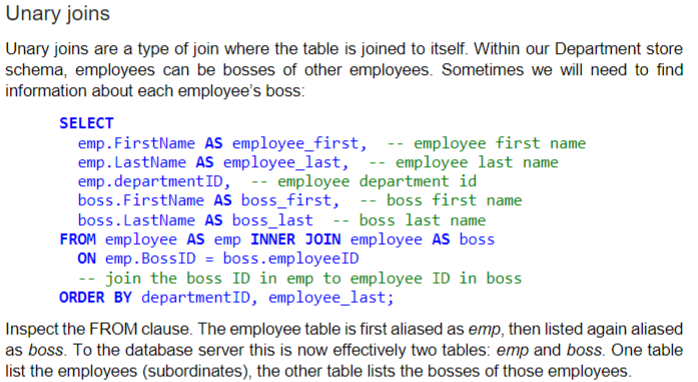 Unary joins
Unary joins are a type of join where the table is joined to itself. Within our Department store
schema, employees can be bosses of other employees. Sometimes we will need to find
information about each employee's boss:
SELECT
emp.FirstName AS employee_first, -- employee first name
emp.LastName AS employee_last, -- employee last name
emp.departmentID, -- employee department id
boss.FirstName AS boss_first, -- boss first name
boss.LastName AS boss_last -- boss last name
FROM employee AS emp INNER JOIN employee AS boss
ON emp.BossID = boss.employeeID
-- join the boss ID in emp to employee ID in boss
ORDER BY departmentID, employee_last;
Inspect the FROM clause. The employee table is first aliased as emp, then listed again aliased
as boss. To the database server this is now effectively two tables: emp and boss. One table
list the employees (subordinates), the other table lists the bosses of those employees.